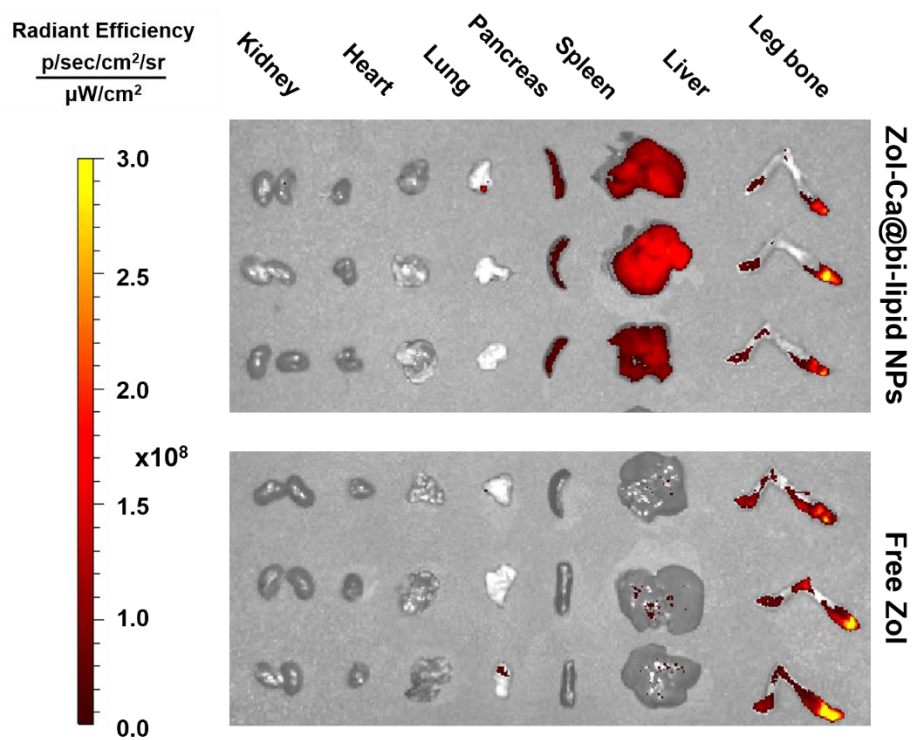 Radiant Efficiency
p/sec/cm²/sr
µW/cm²
Kidney
Heart
Lung
Pancreas
Spleen
Liver
Leg bone
3.0
2.5
2.0
x10⁸
1.5
1.0
0.0
Zol-Ca@bi-lipid NPs
Free Zol